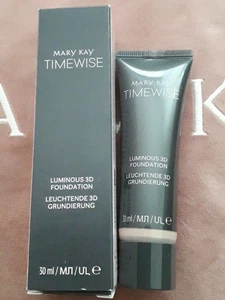 MARY KAY
TIMEWISE
LUMINOUS 3D
FOUNDATION
LEUCHTENDE 3D
GRUNDIERUNG
30 ml/МЛ/UL e
MARY KAY
TIMEWISE
LUMINOUS 3D
FOUNDATION
LEUCHTENDE 3D
GRUNDIERUNG
30 ml/МЛ/UL e
A
K